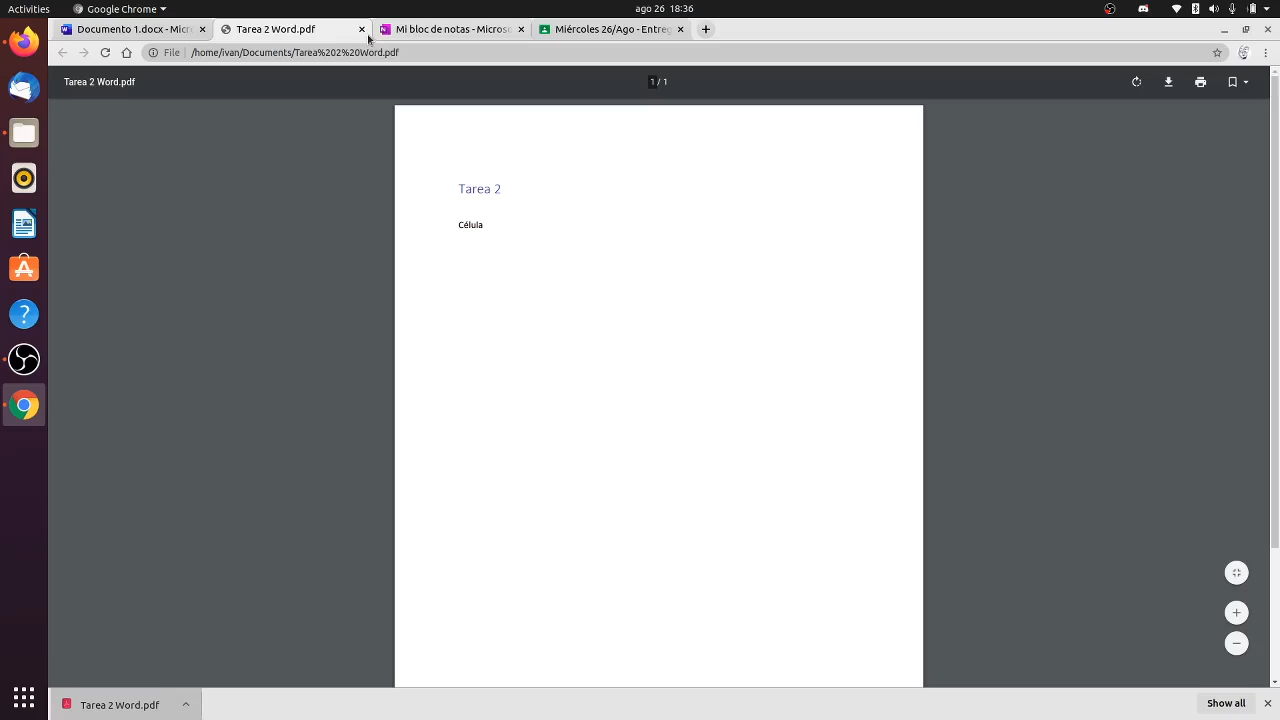 Activities Google Chrome ago 26 18:36
Documento 1.docx - Micro Tarea 2 Word.pdf Mi bloc de notas - Microso Miércoles 26/Ago - Entreg
File /home/ivan/Documents/Tarea%202%20Word.pdf
Tarea 2 Word.pdf 1 / 1
Tarea 2
Célula
Tarea 2 Word.pdf Show all